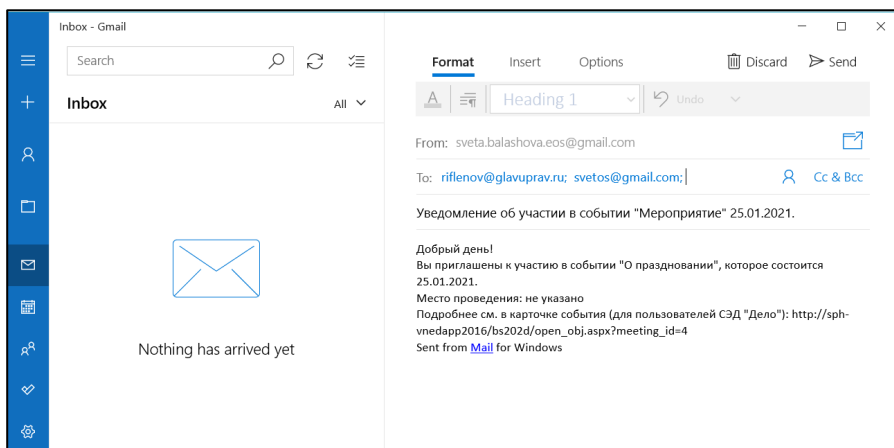 Inbox - Gmail
Search
Inbox
All
Nothing has arrived yet
Format Insert Options Discard Send
A Heading 1 Undo
From: sveta.balashova.eos@gmail.com
To: riflenov@glavuprav.ru; svetos@gmail.com; Cc & Bcc
Уведомление об участии в событии "Мероприятие" 25.01.2021.
Добрый день!
Вы приглашены к участию в событии "О праздновании", которое состоится
25.01.2021.
Место проведения: не указано
Подробнее см. в карточке события (для пользователей СЭД "Дело"): http://sph-
vnedapp2016/bs202d/open_obj.aspx?meeting_id=4
Sent from Mail for Windows